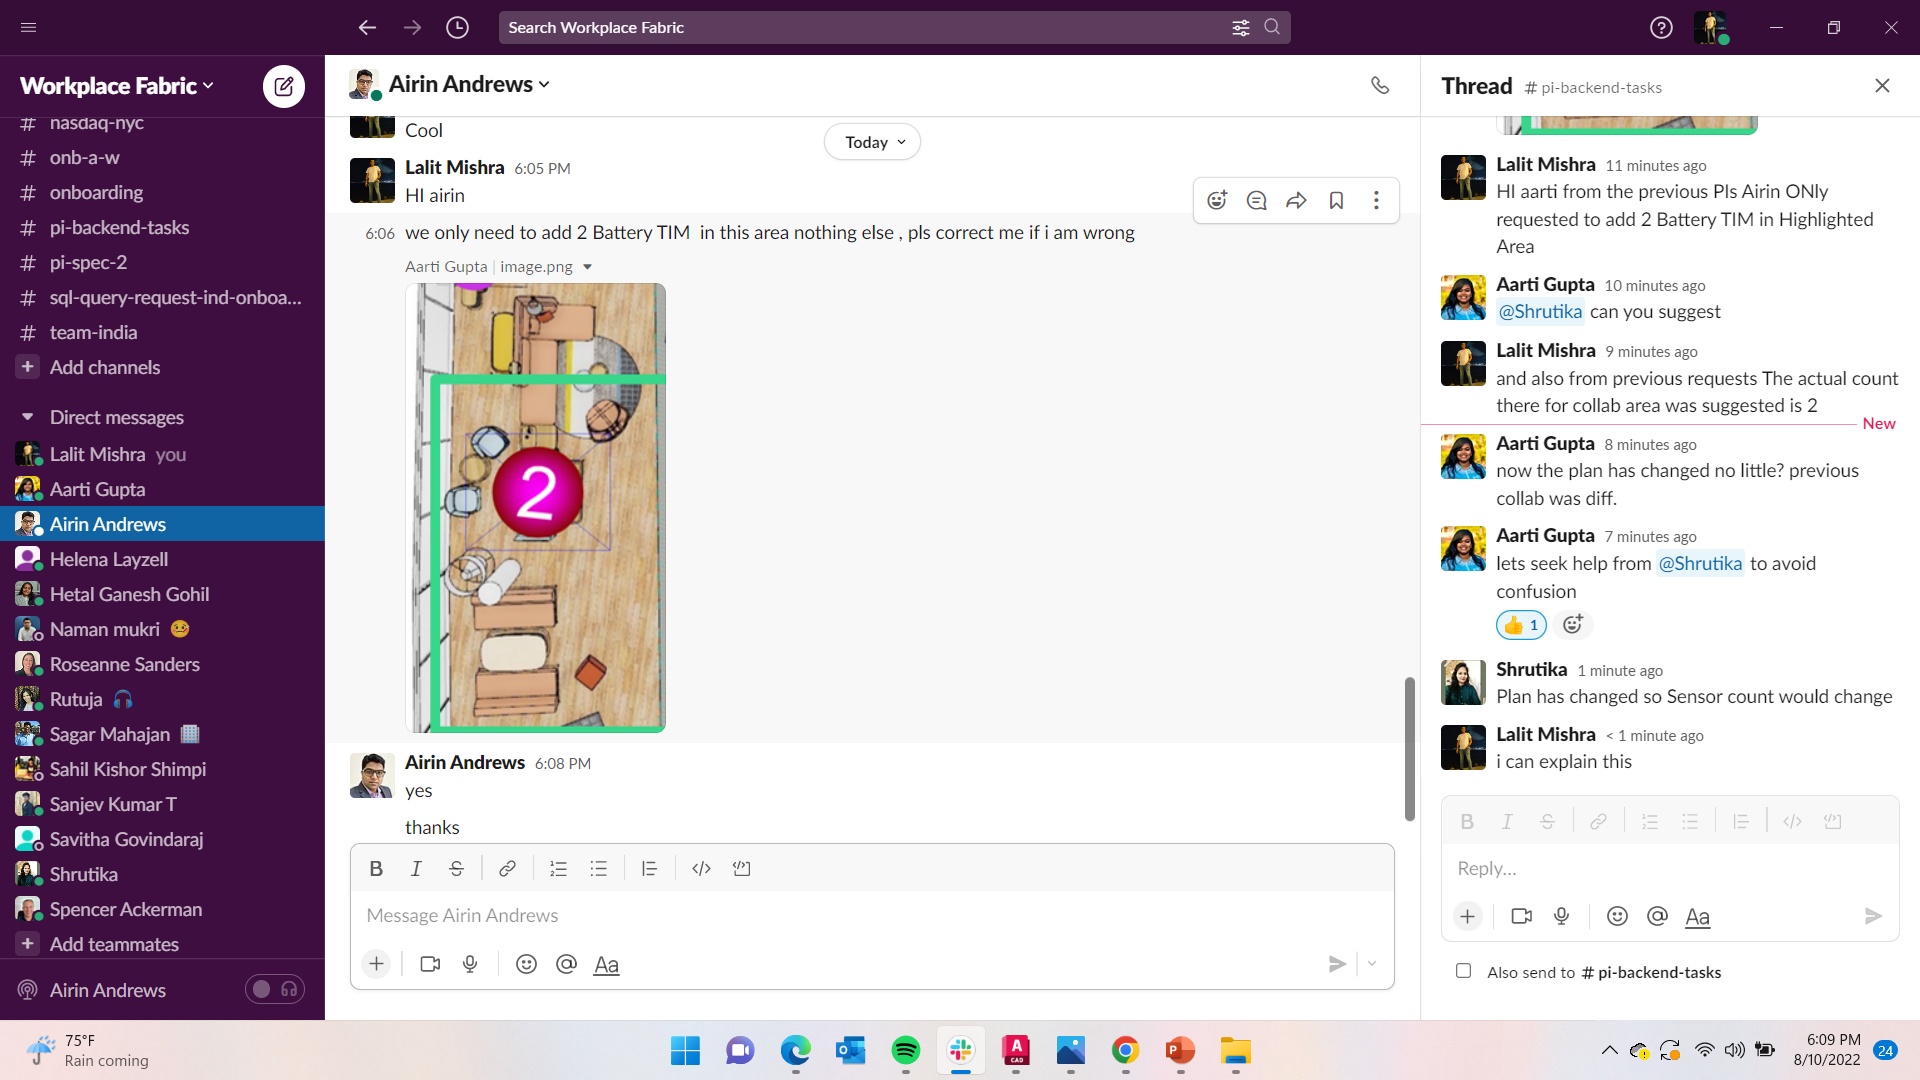 Search Workplace Fabric
Workplace Fabric
# nasdaq-nyc
# onb-a-w
# onboarding
# pi-backend-tasks
# pi-spec-2
# sql-query-request-ind-onboa...
# team-india
+ Add channels
Direct messages
Lalit Mishra you
Aarti Gupta
Airin Andrews
Helena Layzell
Hetal Ganesh Gohil
Naman mukri
Roseanne Sanders
Rutuja
Sagar Mahajan
Sahil Kishor Shimpi
Sanjev Kumar T
Savitha Govindaraj
Shrutika
Spencer Ackerman
+ Add teammates
Airin Andrews
Airin Andrews
Cool
Today
Lalit Mishra 6:05 PM
HI airin
6:06 we only need to add 2 Battery TIM in this area nothing else , pls correct me if i am wrong
Aarti Gupta | image.png
2
Airin Andrews 6:08 PM
yes
thanks
B I S
Message Airin Andrews
+ @ Aa
Thread # pi-backend-tasks
Lalit Mishra 11 minutes ago
HI aarti from the previous PIs Airin ONly
requested to add 2 Battery TIM in Highlighted
Area
Aarti Gupta 10 minutes ago
@Shrutika can you suggest
Lalit Mishra 9 minutes ago
and also from previous requests The actual count
there for collab area was suggested is 2
New
Aarti Gupta 8 minutes ago
now the plan has changed no little? previous
collab was diff.
Aarti Gupta 7 minutes ago
lets seek help from @Shrutika to avoid
confusion
1
Shrutika 1 minute ago
Plan has changed so Sensor count would change
Lalit Mishra < 1 minute ago
i can explain this
B I S
Reply...
+ @ Aa
Also send to # pi-backend-tasks
75°F
Rain coming
A
CAD
P
6:09 PM
8/10/2022
24